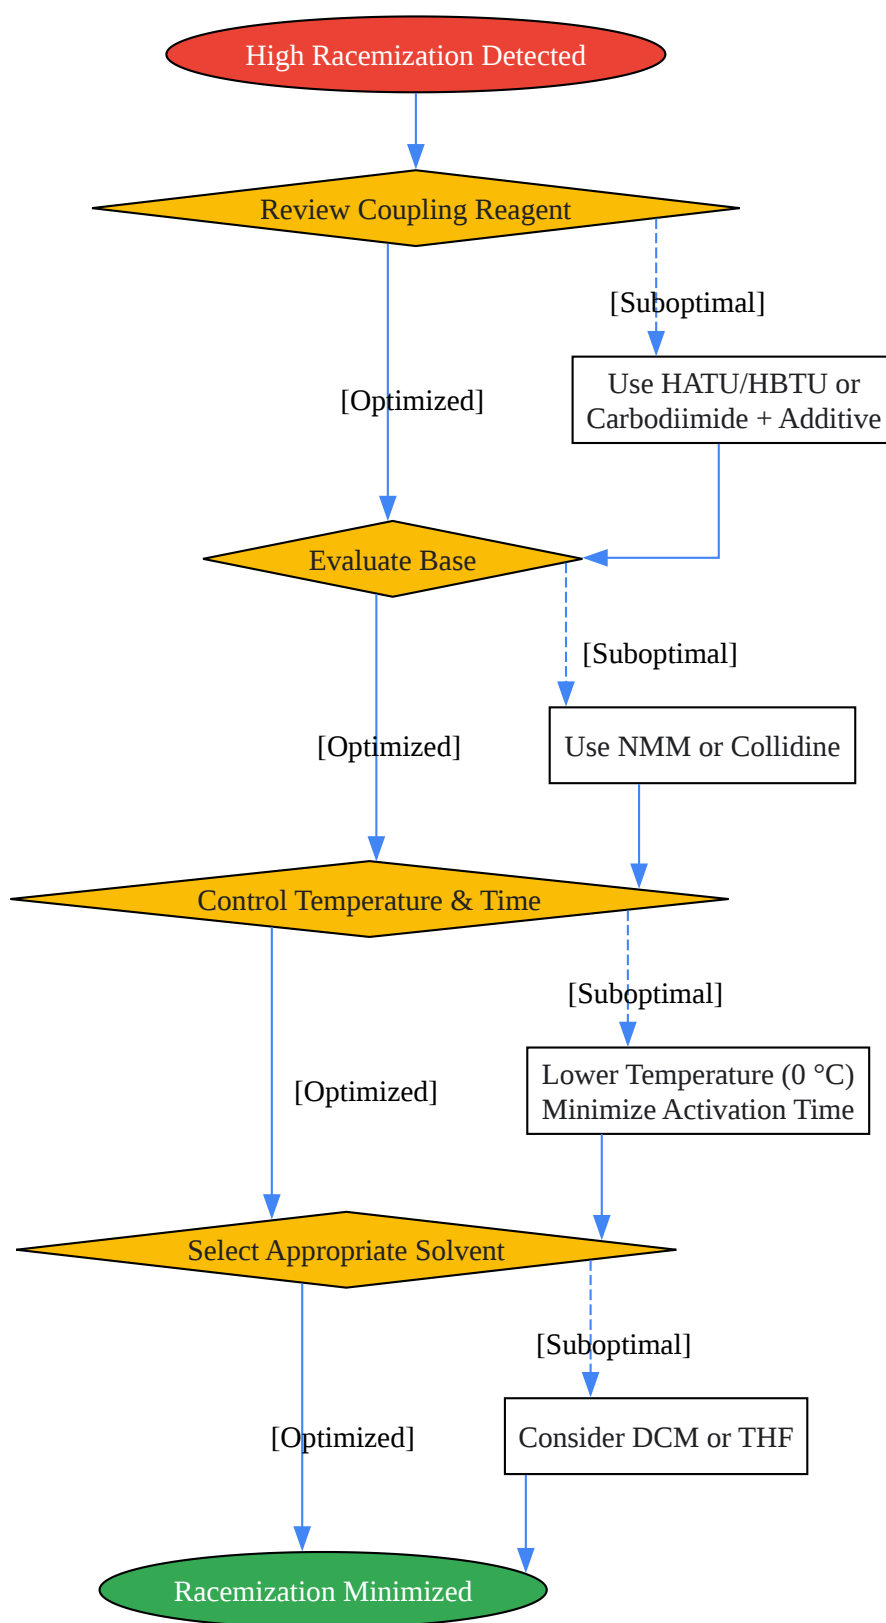 High Racemization Detected
Review Coupling Reagent
[Suboptimal]
Use HATU/HBTU or
Carbodiimide + Additive
[Optimized]
Evaluate Base
[Suboptimal]
Use NMM or Collidine
[Optimized]
Control Temperature & Time
[Suboptimal]
Lower Temperature (0 °C)
Minimize Activation Time
[Optimized]
Select Appropriate Solvent
[Suboptimal]
Consider DCM or THF
[Optimized]
Racemization Minimized